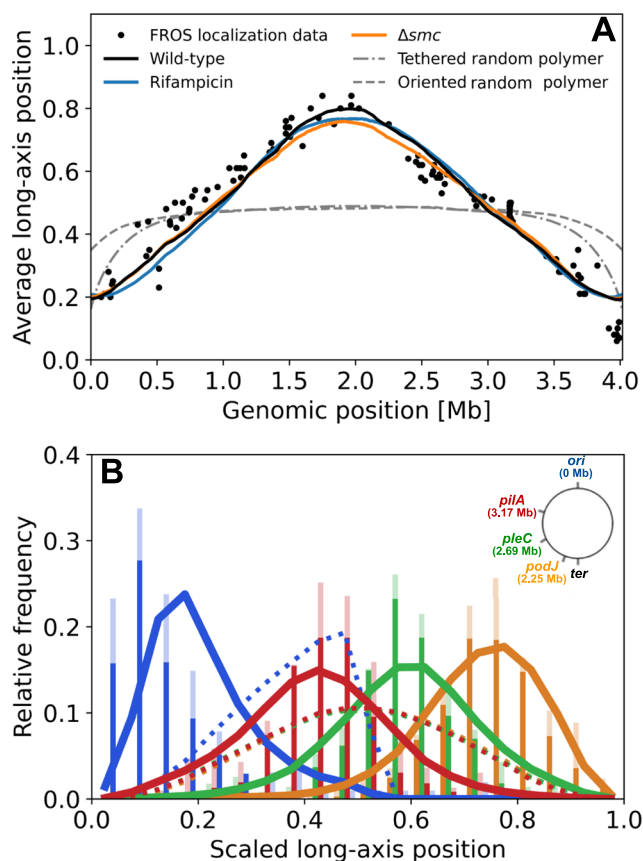 A
FROS localization data
Wild-type
Rifampicin
Δsmc
Tethered random polymer
Oriented random polymer
1.0
0.8
0.6
0.4
0.2
0.0
Average long-axis position
0.0 0.5 1.0 1.5 2.0 2.5 3.0 3.5 4.0
Genomic position [Mb]
B
0.4
0.3
0.2
0.1
0.0
Relative frequency
ori
(0 Mb)
pilA
(3.17 Mb)
pleC
(2.69 Mb)
podJ
(2.25 Mb)
ter
0.0 0.2 0.4 0.6 0.8 1.0
Scaled long-axis position